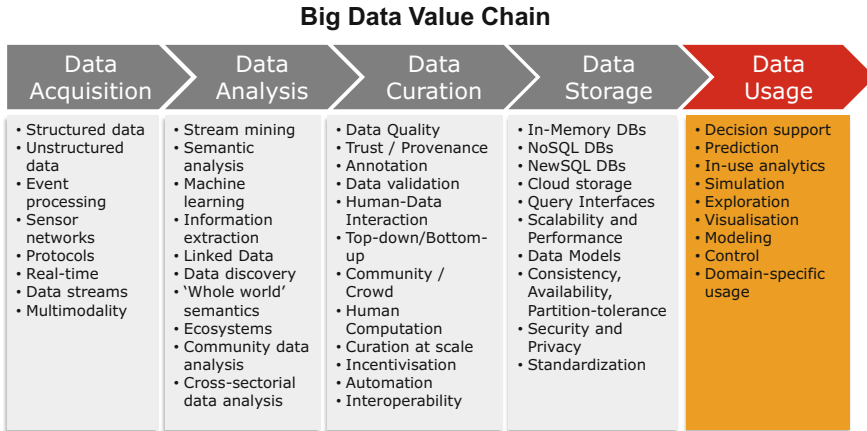 Big Data Value Chain
Data
Acquisition
Data
Analysis
Data
Curation
Data
Storage
Data
Usage
• Structured data
• Unstructured
data
• Event
processing
• Sensor
networks
• Protocols
• Real-time
• Data streams
• Multimodality
• Stream mining
• Semantic
analysis
• Machine
learning
• Information
extraction
• Linked Data
• Data discovery
• ‘Whole world’
semantics
• Ecosystems
• Community data
analysis
• Cross-sectorial
data analysis
• Data Quality
• Trust / Provenance
• Annotation
• Data validation
• Human-Data
Interaction
• Top-down/Bottom-
up
• Community /
Crowd
• Human
Computation
• Curation at scale
• Incentivisation
• Automation
• Interoperability
• In-Memory DBs
• NoSQL DBs
• NewSQL DBs
• Cloud storage
• Query Interfaces
• Scalability and
Performance
• Data Models
• Consistency,
Availability,
Partition-tolerance
• Security and
Privacy
• Standardization
• Decision support
• Prediction
• In-use analytics
• Simulation
• Exploration
• Visualisation
• Modeling
• Control
• Domain-specific
usage